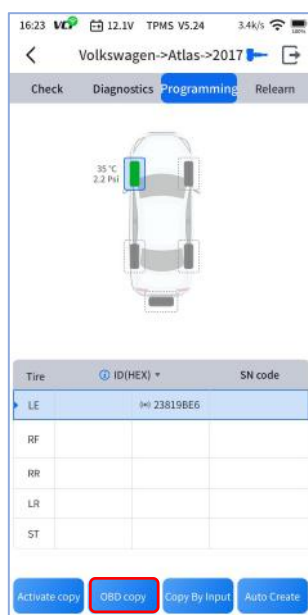 16:23 VCI 12.1V TPMS V5.24 3.4k/s 100%
Volkswagen->Atlas->2017
Check Diagnostics Programming Relearn
35 °C
2.2 Psi
Tire ID(HEX) SN code
LE 23819BE6
RF
RR
LR
ST
Activate copy OBD copy Copy By Input Auto Create